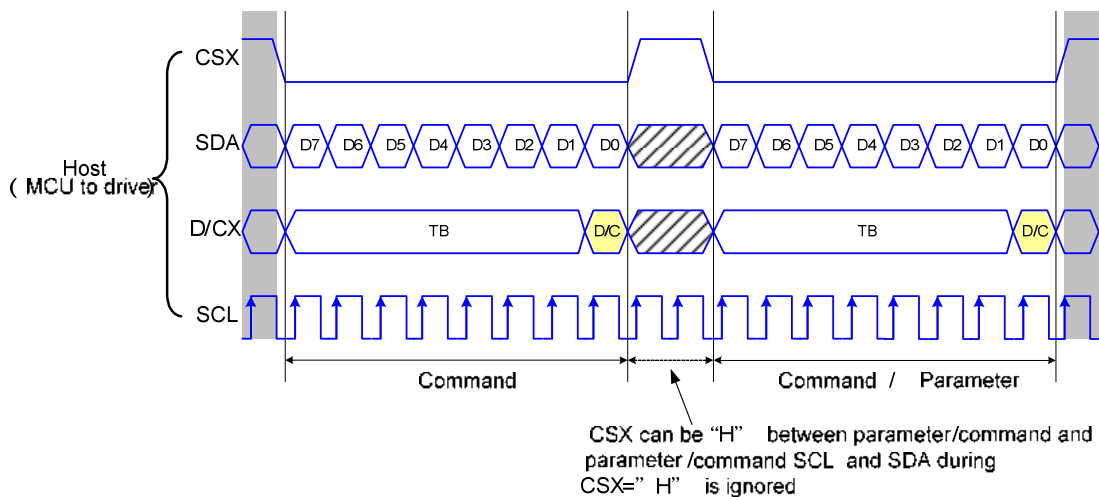 CSX
SDA
D7 D6 D5 D4 D3 D2 D1 D0 D7 D6 D5 D4 D3 D2 D1 D0
Host
( MCU to driver)
D/CX
TB D/C TB D/C
SCL
Command Command / Parameter
CSX can be “H” between parameter/command and
parameter /command SCL and SDA during
CSX=” H” is ignored